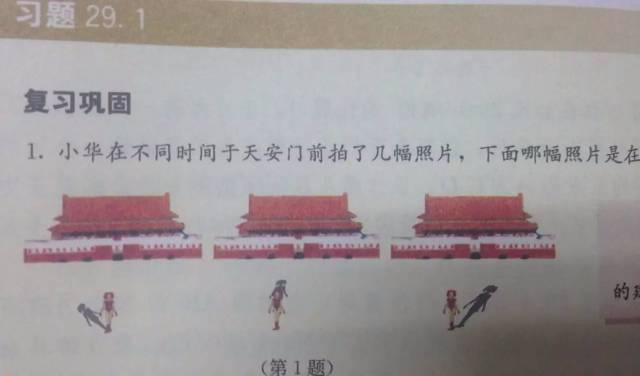 习题 29.1
复习巩固
1. 小华在不同时间于天安门前拍了几幅照片，下面哪幅照片是在
的
(第1题)